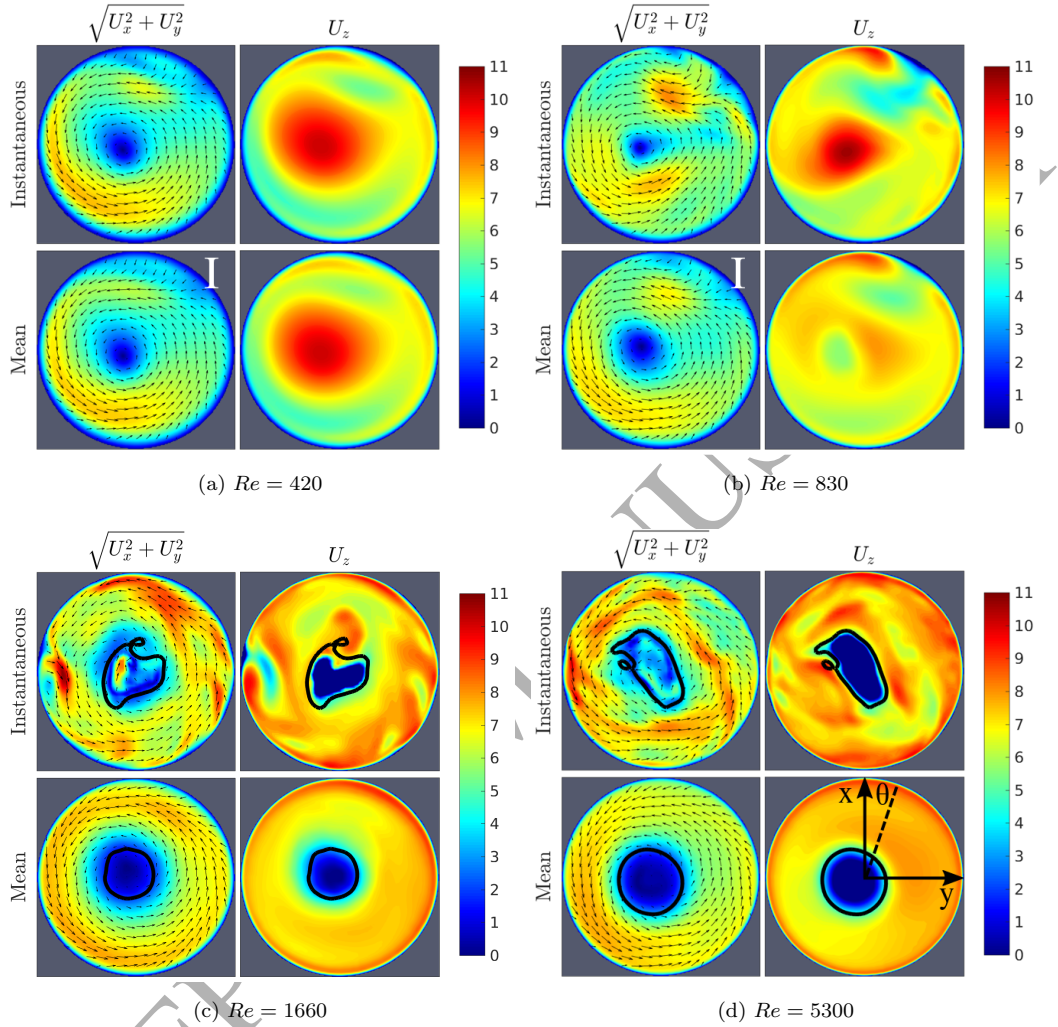 √(U_x^2 + U_y^2) U_z
√(U_x^2 + U_y^2) U_z
Instantaneous
Mean
11
10
9
8
7
6
5
4
3
2
1
0
I
(a) Re = 420
Instantaneous
Mean
11
10
9
8
7
6
5
4
3
2
1
0
I
(b) Re = 830
√(U_x^2 + U_y^2) U_z
√(U_x^2 + U_y^2) U_z
Instantaneous
Mean
11
10
9
8
7
6
5
4
3
2
1
0
(c) Re = 1660
Instantaneous
Mean
x θ
y
11
10
9
8
7
6
5
4
3
2
1
0
(d) Re = 5300